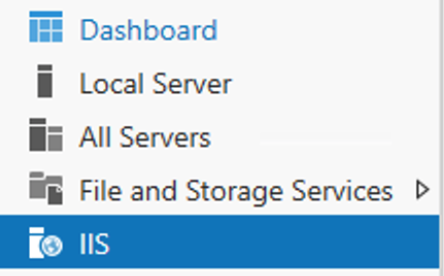 Dashboard
Local Server
All Servers
File and Storage Services
IIS